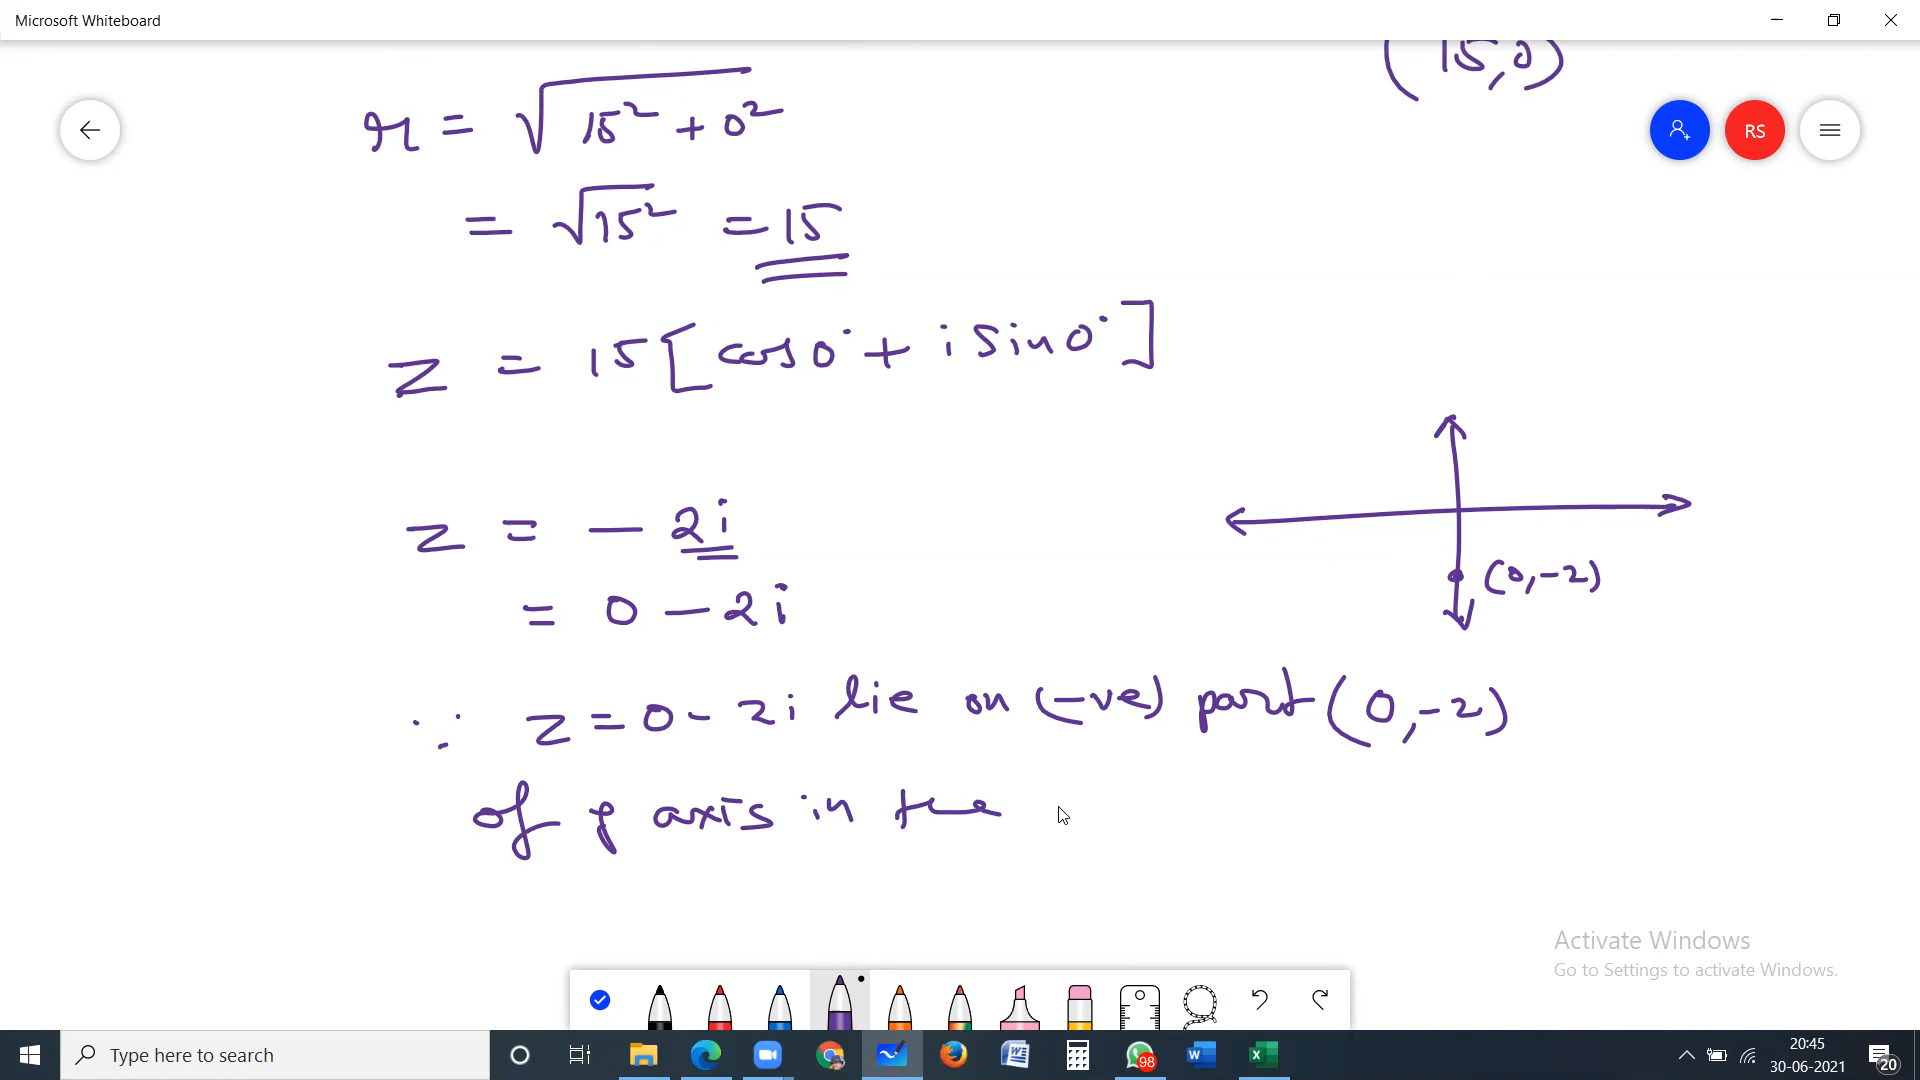 Microsoft Whiteboard
(15,0)
r = √15² + 0²
RS
= √15² = 15
z = 15 [cos 0° + i sin 0°]
z = - 2i
(0,-2)
= 0 - 2i
∵ z = 0 - 2i lie on (-ve) part (0,-2)
of y axis in the
Activate Windows
Go to Settings to activate Windows.
Type here to search
98
20:45
30-06-2021
20